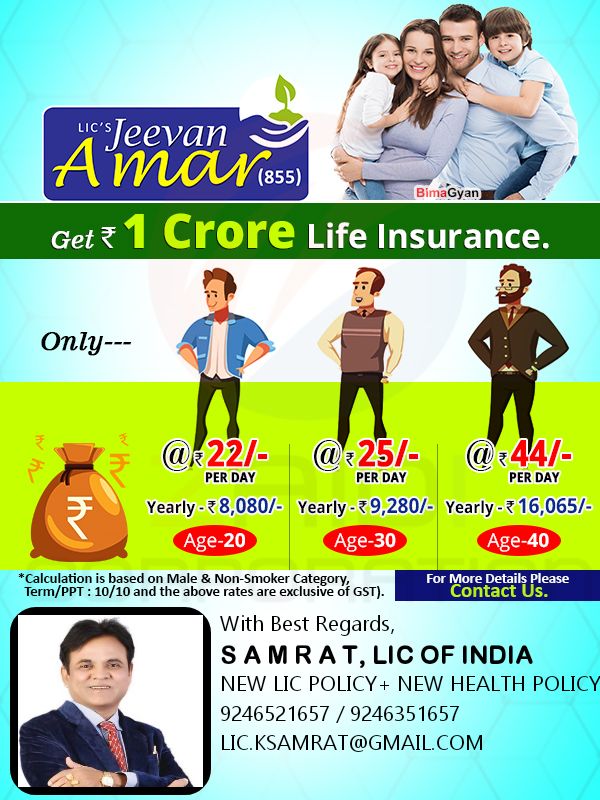 LIC'S Jeevan
Amar (855)
BimaGyan
Get ₹ 1 Crore Life Insurance.
Only---
@ ₹ 22/- @ ₹ 25/- @ ₹ 44/-
PER DAY PER DAY PER DAY
Yearly - ₹ 8,080/- Yearly - ₹ 9,280/- Yearly - ₹ 16,065/-
Age-20 Age-30 Age-40
*Calculation is based on Male & Non-Smoker Category,
Term/PPT : 10/10 and the above rates are exclusive of GST).
For More Details Please
Contact Us.
With Best Regards,
S A M R A T, LIC OF INDIA
NEW LIC POLICY+ NEW HEALTH POLICY
9246521657 / 9246351657
LIC.KSAMRAT@GMAIL.COM